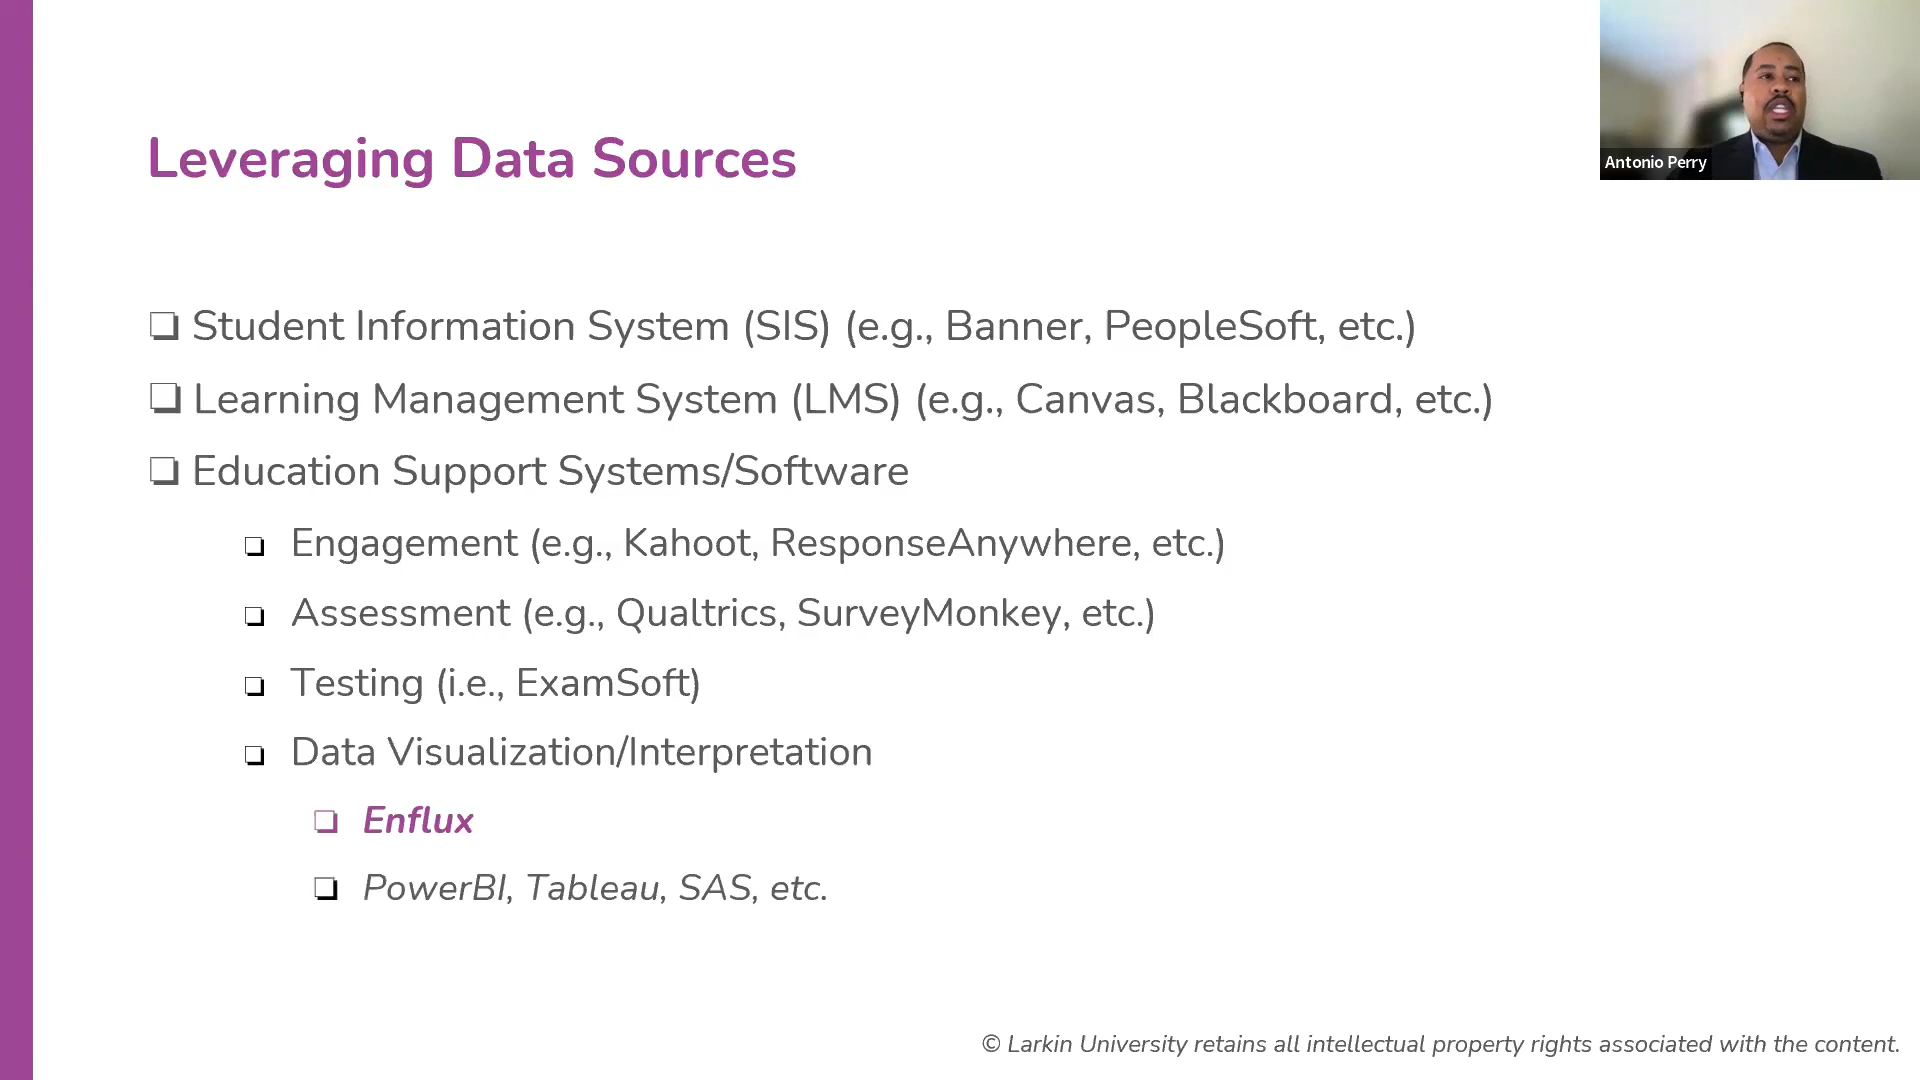 Antonio Perry
Leveraging Data Sources
❏ Student Information System (SIS) (e.g., Banner, PeopleSoft, etc.)
❏ Learning Management System (LMS) (e.g., Canvas, Blackboard, etc.)
❏ Education Support Systems/Software
❏ Engagement (e.g., Kahoot, ResponseAnywhere, etc.)
❏ Assessment (e.g., Qualtrics, SurveyMonkey, etc.)
❏ Testing (i.e., ExamSoft)
❏ Data Visualization/Interpretation
❏ Enflux
❏ PowerBI, Tableau, SAS, etc.
© Larkin University retains all intellectual property rights associated with the content.